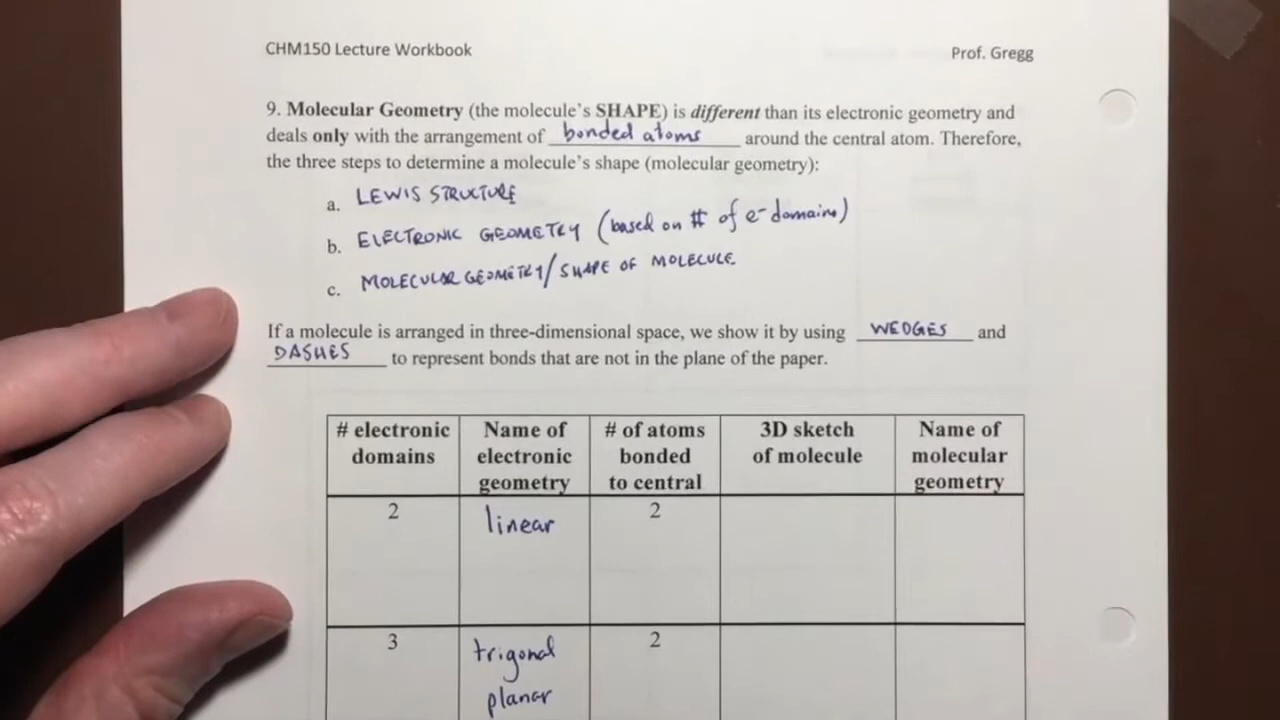 CHM150 Lecture Workbook
Prof. Gregg
9. Molecular Geometry (the molecule's SHAPE) is different than its electronic geometry and
deals only with the arrangement of bonded atoms around the central atom. Therefore,
the three steps to determine a molecule's shape (molecular geometry):
a. LEWIS STRUCTURE
b. ELECTRONIC GEOMETRY (based on # of e- domains)
c. MOLECULAR GEOMETRY/SHAPE OF MOLECULE
If a molecule is arranged in three-dimensional space, we show it by using WEDGES and
DASHES to represent bonds that are not in the plane of the paper.
# electronic domains
Name of electronic geometry
# of atoms bonded to central
3D sketch of molecule
Name of molecular geometry
2
linear
2
3
trigonal
planar
2